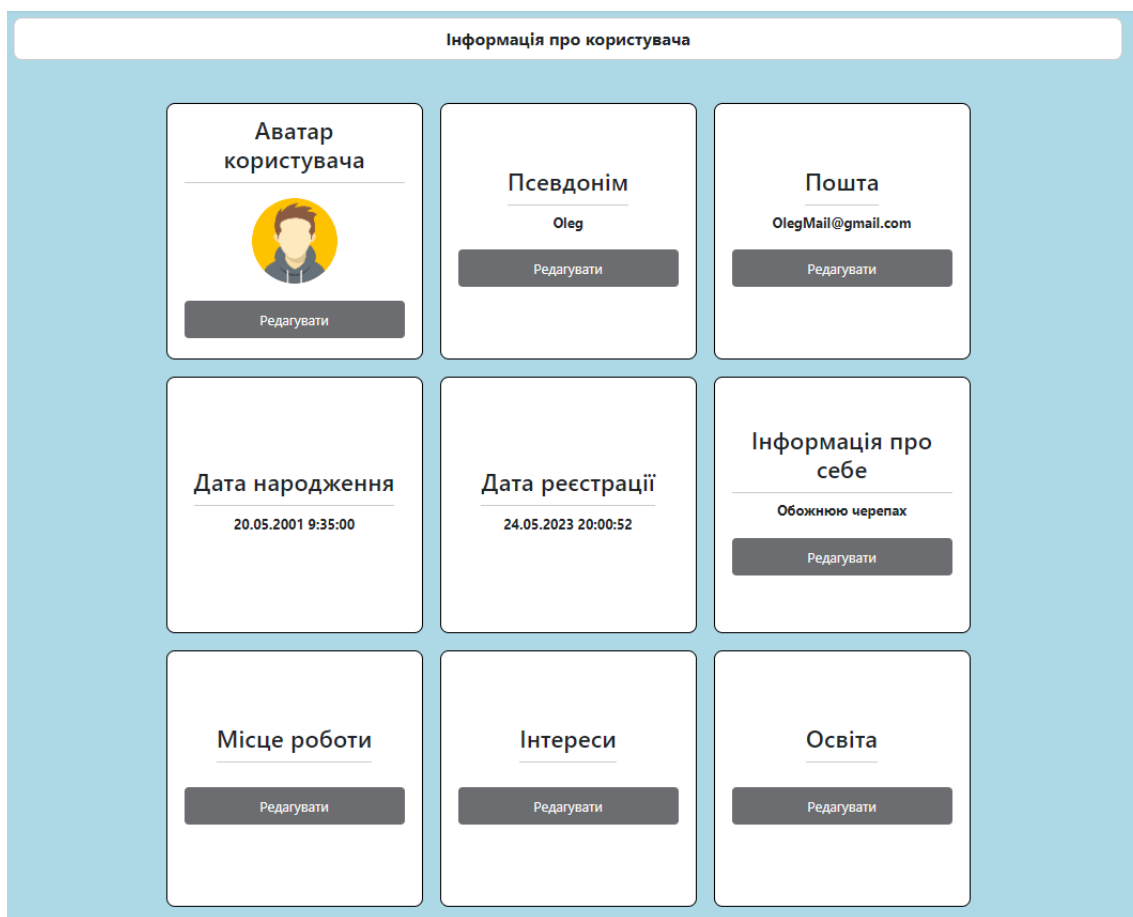 Інформація про користувача
Аватар
користувача
Редагувати
Псевдонім
Oleg
Редагувати
Пошта
OlegMail@gmail.com
Редагувати
Дата народження
20.05.2001 9:35:00
Дата реєстрації
24.05.2023 20:00:52
Інформація про
себе
Обожнюю черепах
Редагувати
Місце роботи
Редагувати
Інтереси
Редагувати
Освіта
Редагувати